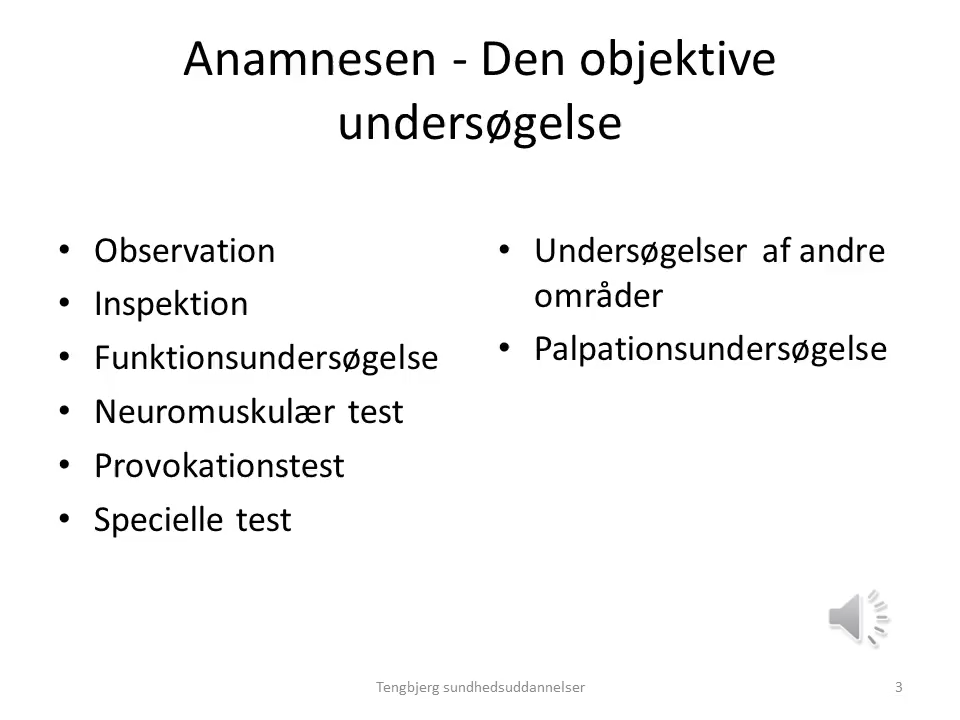 Anamnesen - Den objektive
undersøgelse
• Observation
• Inspektion
• Funktionsundersøgelse
• Neuromuskulær test
• Provokationstest
• Specielle test
• Undersøgelser af andre
områder
• Palpationsundersøgelse
Tengbjerg sundhedsuddannelser
3